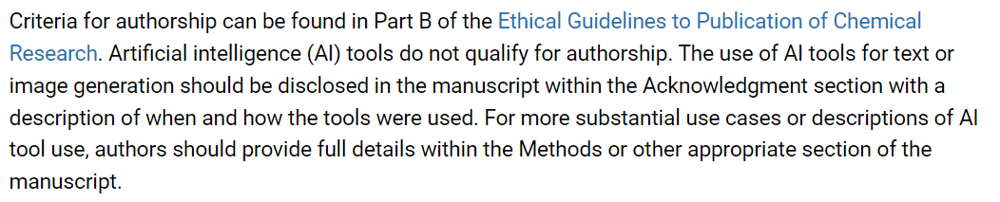 Criteria for authorship can be found in Part B of the Ethical Guidelines to Publication of Chemical
Research. Artificial intelligence (AI) tools do not qualify for authorship. The use of AI tools for text or
image generation should be disclosed in the manuscript within the Acknowledgment section with a
description of when and how the tools were used. For more substantial use cases or descriptions of AI
tool use, authors should provide full details within the Methods or other appropriate section of the
manuscript.